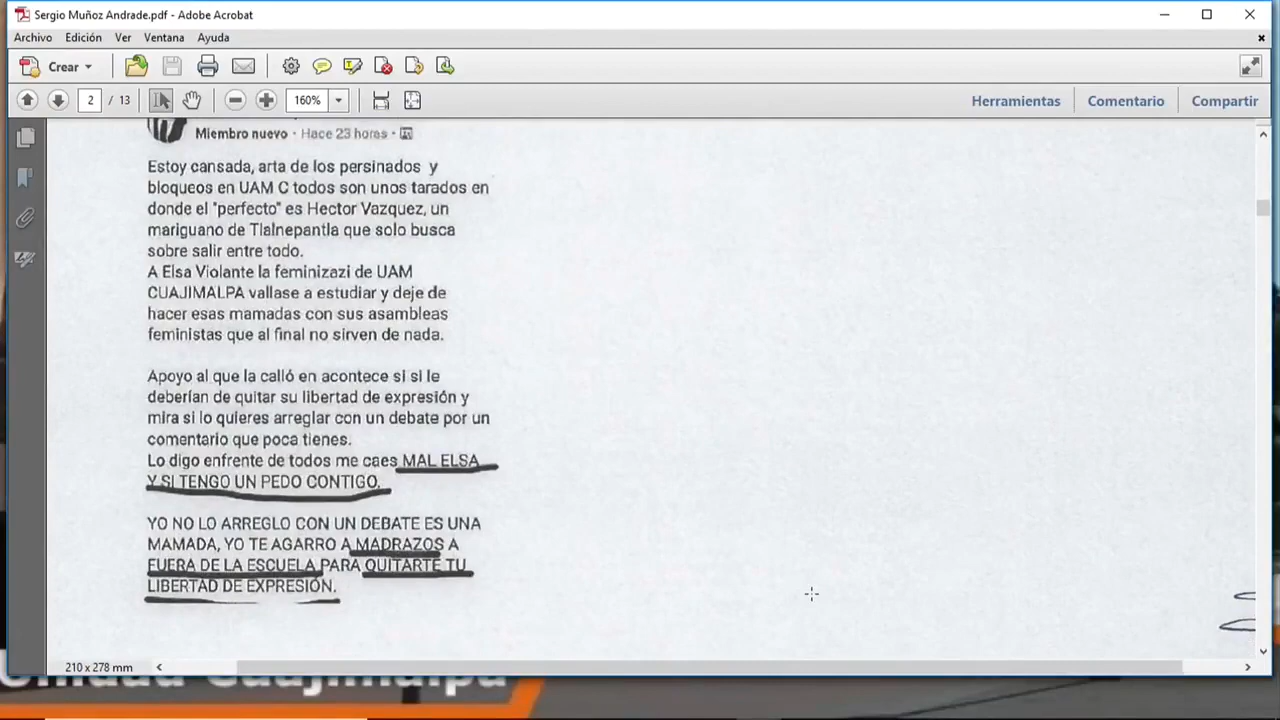 Sergio Muñoz Andrade.pdf - Adobe Acrobat
Archivo Edición Ver Ventana Ayuda
Crear
2 / 13 160% Herramientas Comentario Compartir
Miembro nuevo · Hace 23 horas ·
Estoy cansada, arta de los persinados y
bloqueos en UAM C todos son unos tarados en
donde el "perfecto" es Hector Vazquez, un
mariguano de Tlalnepantla que solo busca
sobre salir entre todo.
A Elsa Violante la feminizazi de UAM
CUAJIMALPA vallase a estudiar y deje de
hacer esas mamadas con sus asambleas
feministas que al final no sirven de nada.
Apoyo al que la calló en acontece si si le
deberían de quitar su libertad de expresión y
mira si lo quieres arreglar con un debate por un
comentario que poca tienes.
Lo digo enfrente de todos me caes MAL ELSA
Y SI TENGO UN PEDO CONTIGO.
YO NO LO ARREGLO CON UN DEBATE ES UNA
MAMADA, YO TE AGARRO A MADRAZOS A
FUERA DE LA ESCUELA PARA QUITARTE TU
LIBERTAD DE EXPRESIÓN.
210 x 278 mm
Unidad Cuajimalpa